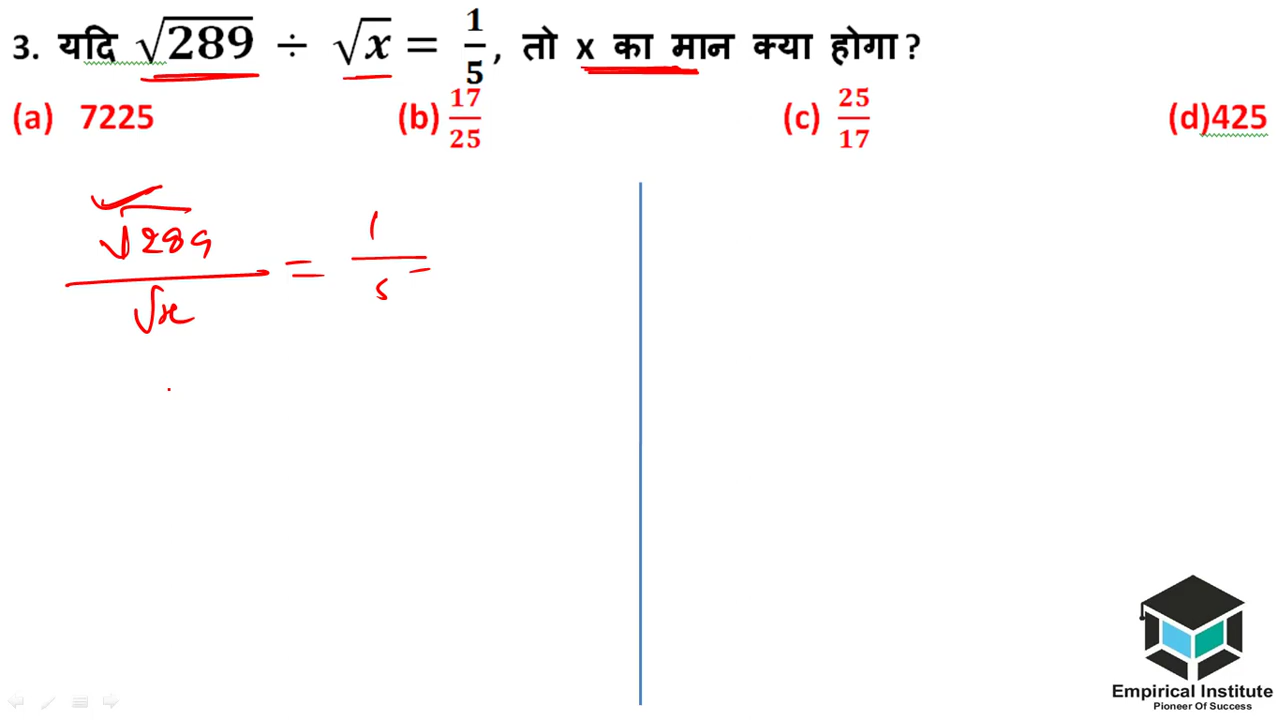 3. यदि √289 ÷ √x = 1/5, तो x का मान क्या होगा?
(a) 7225 (b) 17/25 (c) 25/17 (d)425
√289/√x = 1/5
Empirical Institute
Pioneer Of Success